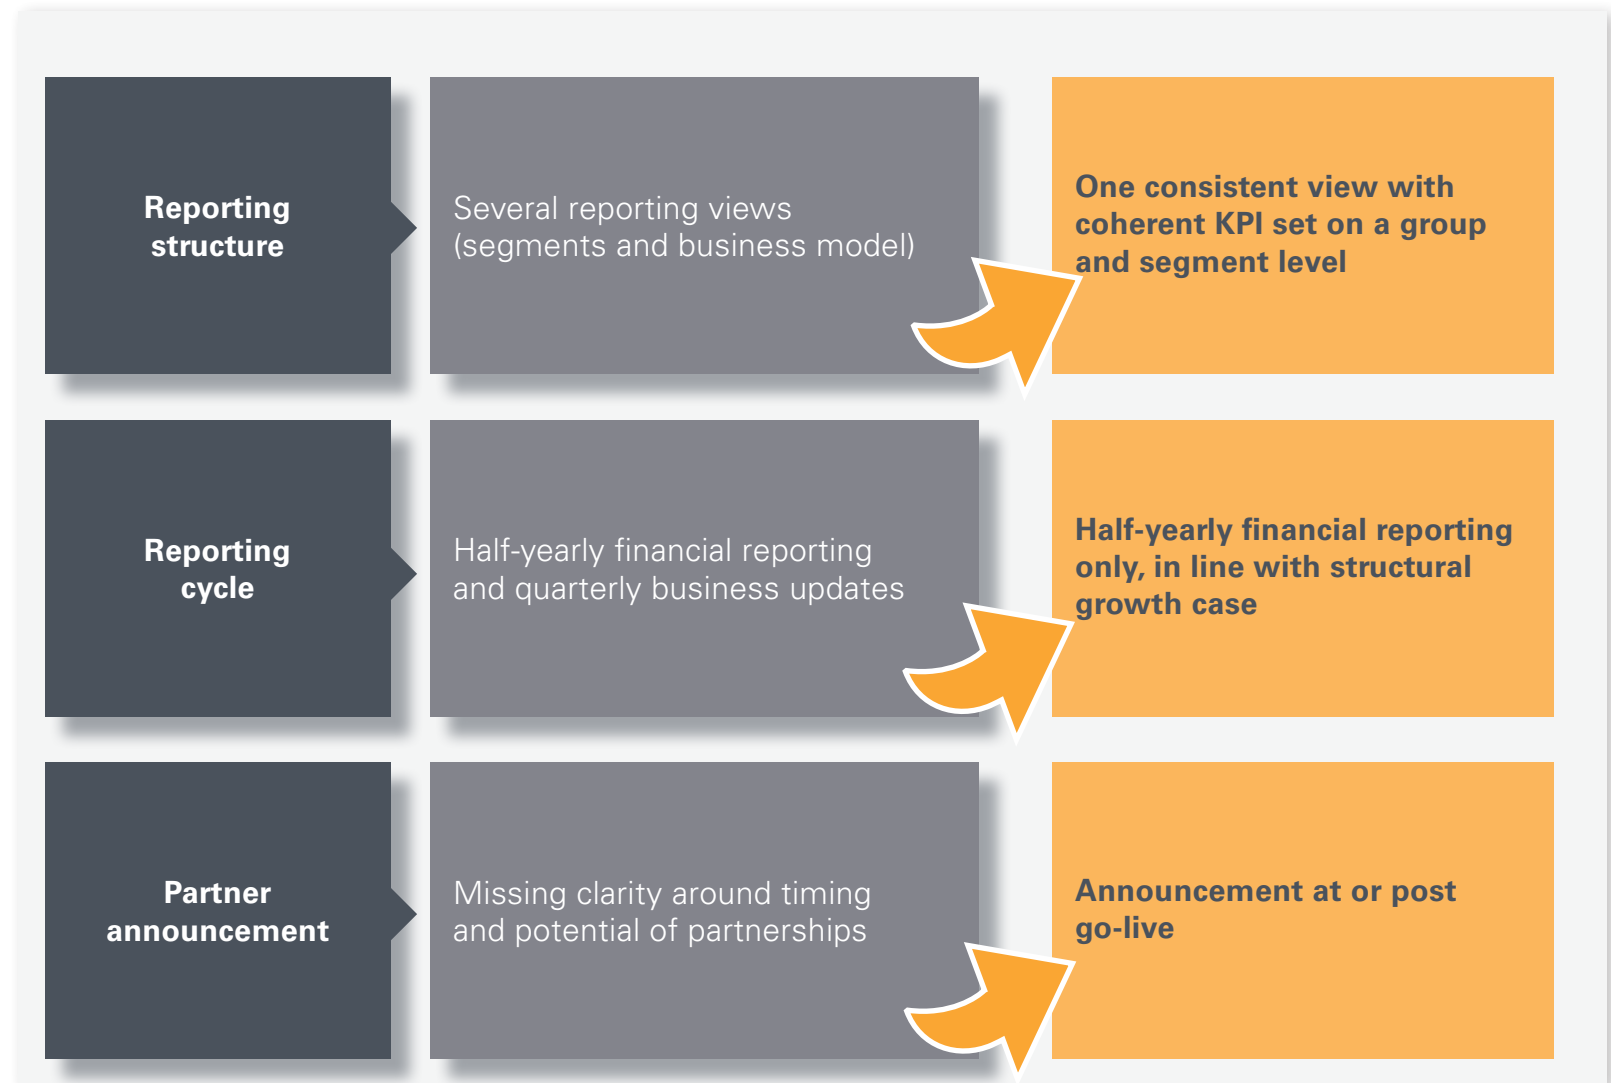 Reporting
structure
Several reporting views
(segments and business model)
One consistent view with
coherent KPI set on a group
and segment level
Reporting
cycle
Half-yearly financial reporting
and quarterly business updates
Half-yearly financial reporting
only, in line with structural
growth case
Partner
announcement
Missing clarity around timing
and potential of partnerships
Announcement at or post
go-live